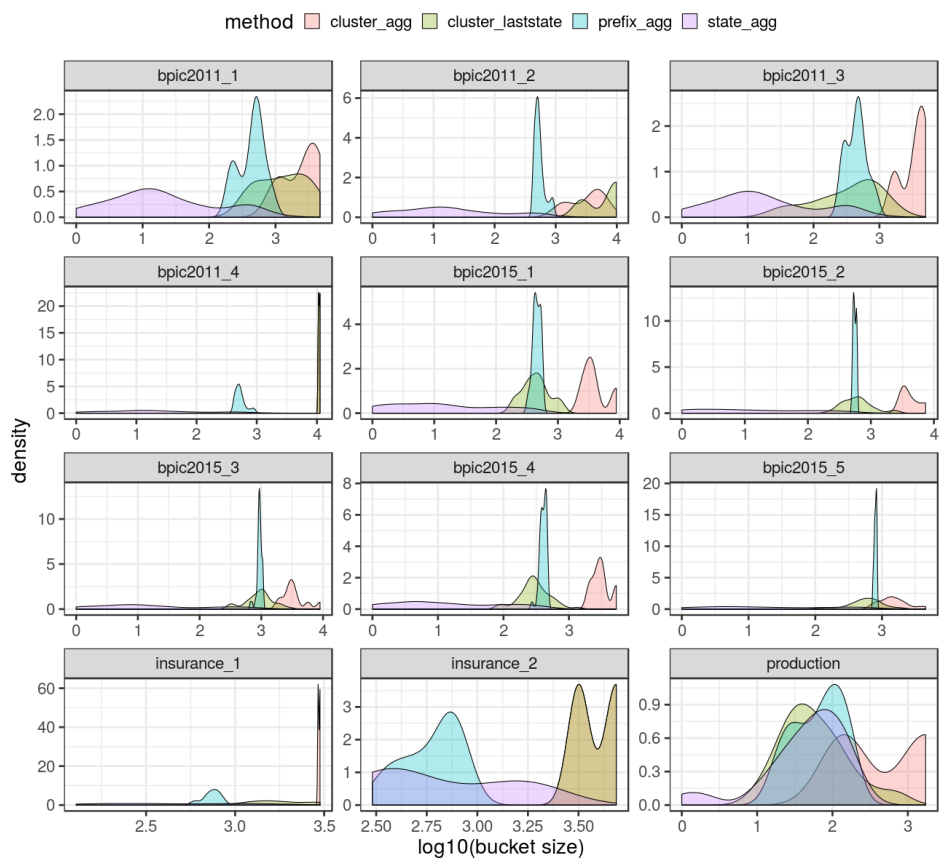 method cluster_agg cluster_laststate prefix_agg state_agg
bpic2011_1 bpic2011_2 bpic2011_3
2.0 1.5 1.0 0.5 0.0
6 4 2 0
2 1 0
0 1 2 3
0 1 2 3 4
0 1 2 3
bpic2011_4 bpic2015_1 bpic2015_2
20 15 10 5 0
4 2 0
10 5 0
0 1 2 3 4
0 1 2 3 4
0 1 2 3 4
density
bpic2015_3 bpic2015_4 bpic2015_5
10 5 0
8 6 4 2 0
20 15 10 5 0
0 1 2 3 4
0 1 2 3
0 1 2 3
insurance_1 insurance_2 production
60 40 20 0
3 2 1 0
0.9 0.6 0.3 0.0
2.5 3.0 3.5
2.50 2.75 3.00 3.25 3.50
0 1 2 3
log10(bucket size)